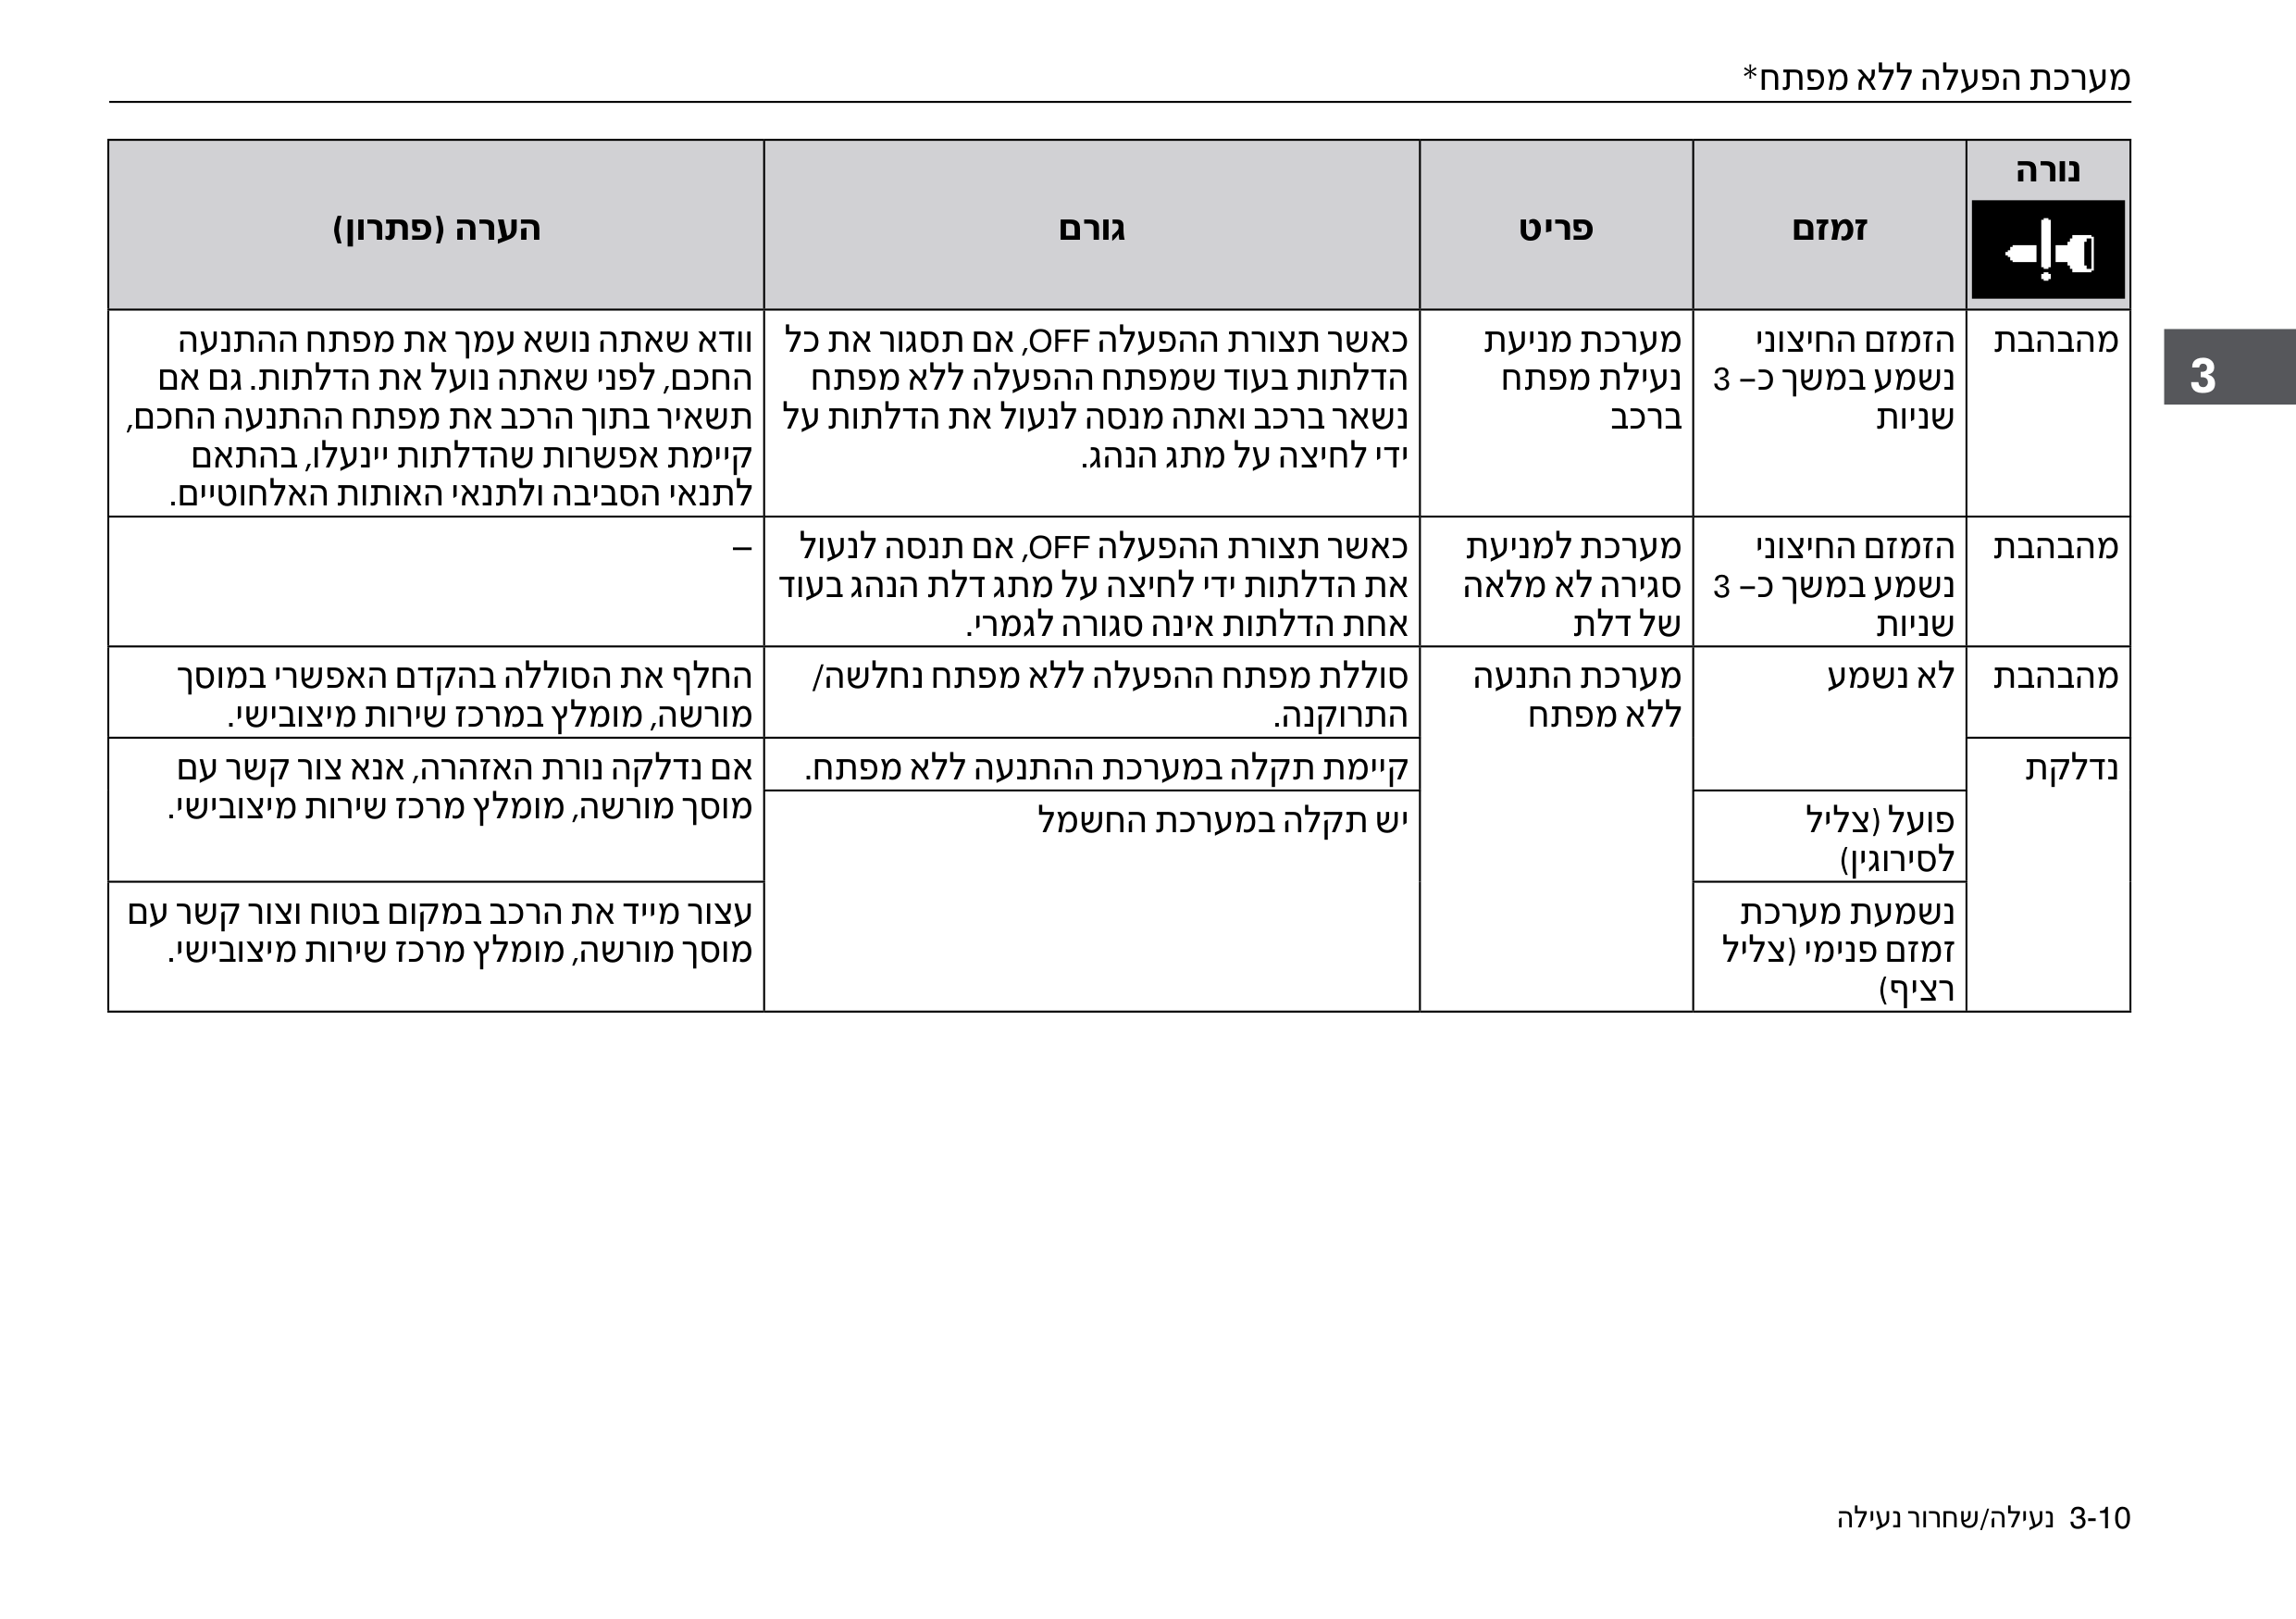 מערכת הפעלה ללא מפתח*
נורה
זמזם
פריט
גורם
הערה (פתרון)
מהבהבת
הזמזם החיצוני
נשמע במשך כ– 3
שניות
מערכת מניעת
נעילת מפתח
ברכב
כאשר תצורת ההפעלה OFF, אם תסגור את כל
הדלתות בעוד שמפתח ההפעלה ללא מפתח
נשאר ברכב ואתה מנסה לנעול את הדלתות על
ידי לחיצה על מתג הנהג.
וודא שאתה נושא עמך את מפתח ההתנעה
החכם, לפני שאתה נועל את הדלתות. גם אם
תשאיר בתוך הרכב את מפתח ההתנעה החכם,
קיימת אפשרות שהדלתות יינעלו, בהתאם
לתנאי הסביבה ולתנאי האותות האלחוטיים.
מהבהבת
הזמזם החיצוני
נשמע במשך כ– 3
שניות
מערכת למניעת
סגירה לא מלאה
של דלת
כאשר תצורת ההפעלה OFF, אם תנסה לנעול
את הדלתות ידי לחיצה על מתג דלת הנהג בעוד
אחת הדלתות אינה סגורה לגמרי.
–
מהבהבת
לא נשמע
מערכת התנעה
ללא מפתח
סוללת מפתח ההפעלה ללא מפתח נחלשה/
התרוקנה.
החלף את הסוללה בהקדם האפשרי במוסך
מורשה, מומלץ במרכז שירות מיצובישי.
נדלקת
קיימת תקלה במערכת ההתנעה ללא מפתח.
אם נדלקה נורת האזהרה, אנא צור קשר עם
מוסך מורשה, מומלץ מרכז שירות מיצובישי.
פועל (צליל
לסירוגין)
יש תקלה במערכת החשמל
נשמעת מערכת
זמזם פנימי (צליל
רציף)
עצור מייד את הרכב במקום בטוח וצור קשר עם
מוסך מורשה, מומלץ מרכז שירות מיצובישי.
3
3-10 נעילה/שחרור נעילה